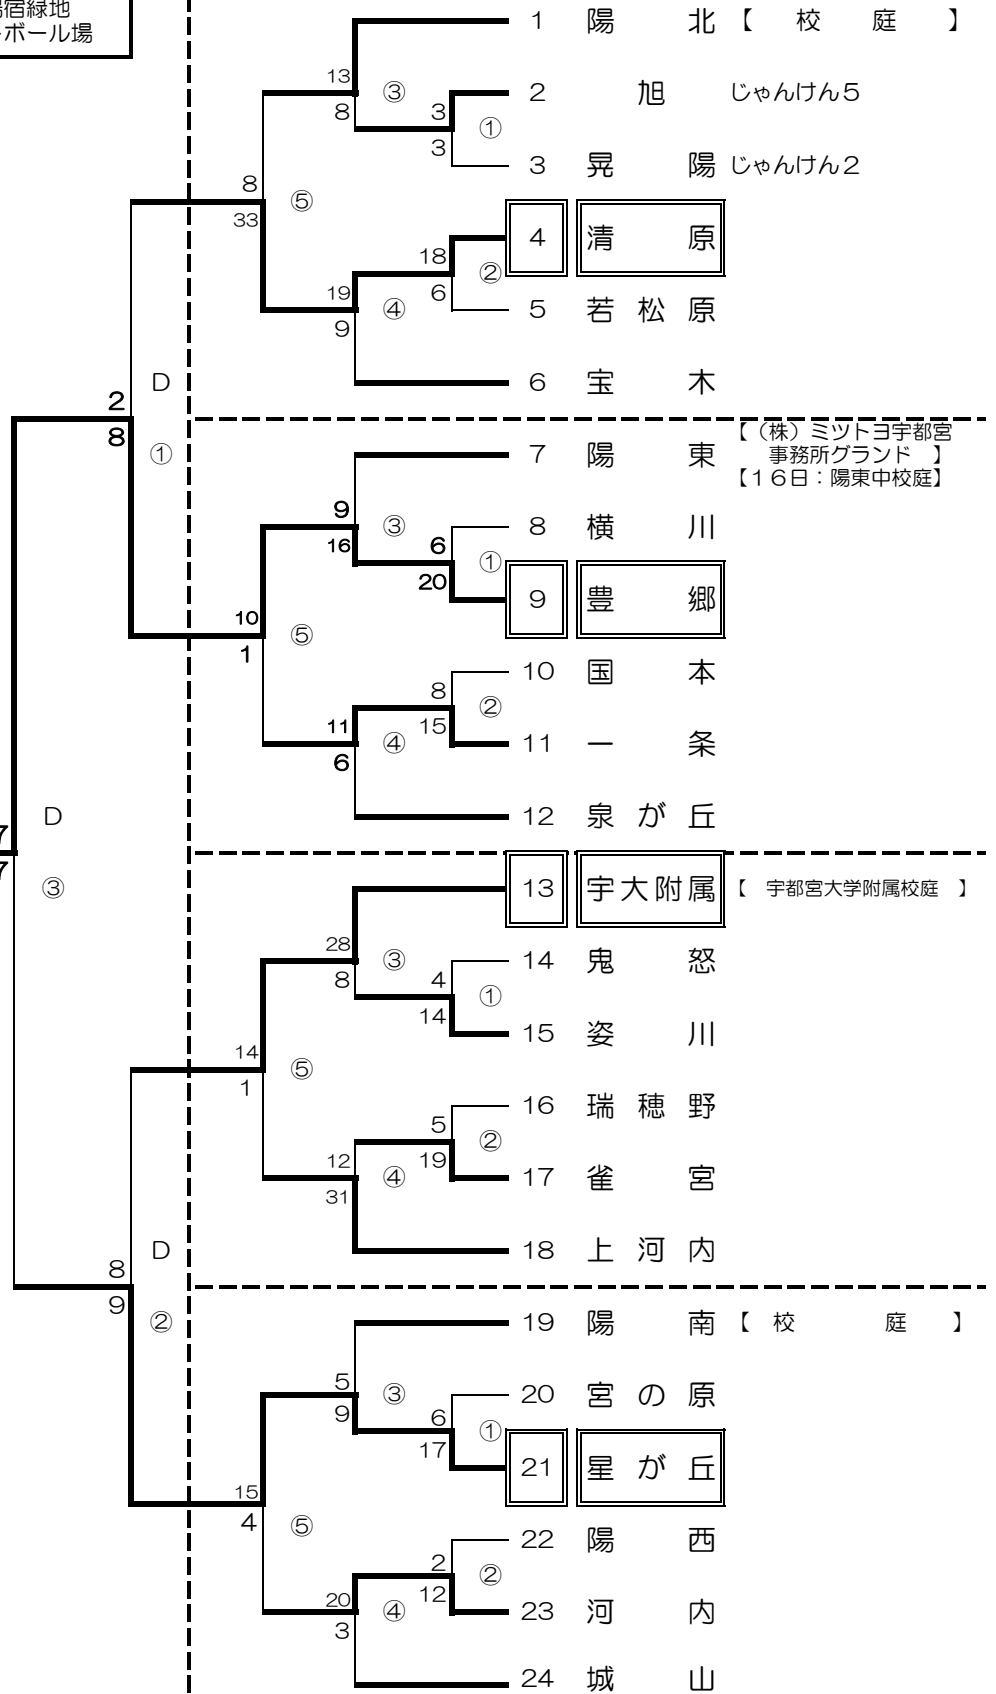 宿緑地
ボール場
1 陽北 【 校 庭 】
13
③
8
2 旭 じゃんけん5
3
①
3
3 晃陽 じゃんけん2
8
⑤
33
4 清原
18
②
6
19
④
9
5 若松原
6 宝木
D
2
8
①
【（株）ミツトヨ宇都宮
事務所グランド 】
【16日：陽東中校庭】
7 陽東
9
③
16
8 横川
6
①
20
9 豊郷
10
⑤
1
10 国本
8
②
15
11
④
6
11 一条
12 泉が丘
D
7
7
③
13 宇大附属 【 宇都宮大学附属校庭 】
28
③
8
14 鬼怒
4
①
14
15 姿川
14
⑤
1
16 瑞穂野
5
②
19
12
④
31
17 雀宮
18 上河内
D
8
9
②
19 陽南 【 校 庭 】
5
③
9
20 宮の原
6
①
17
21 星が丘
15
⑤
4
22 陽西
2
②
12
20
④
3
23 河内
24 城山